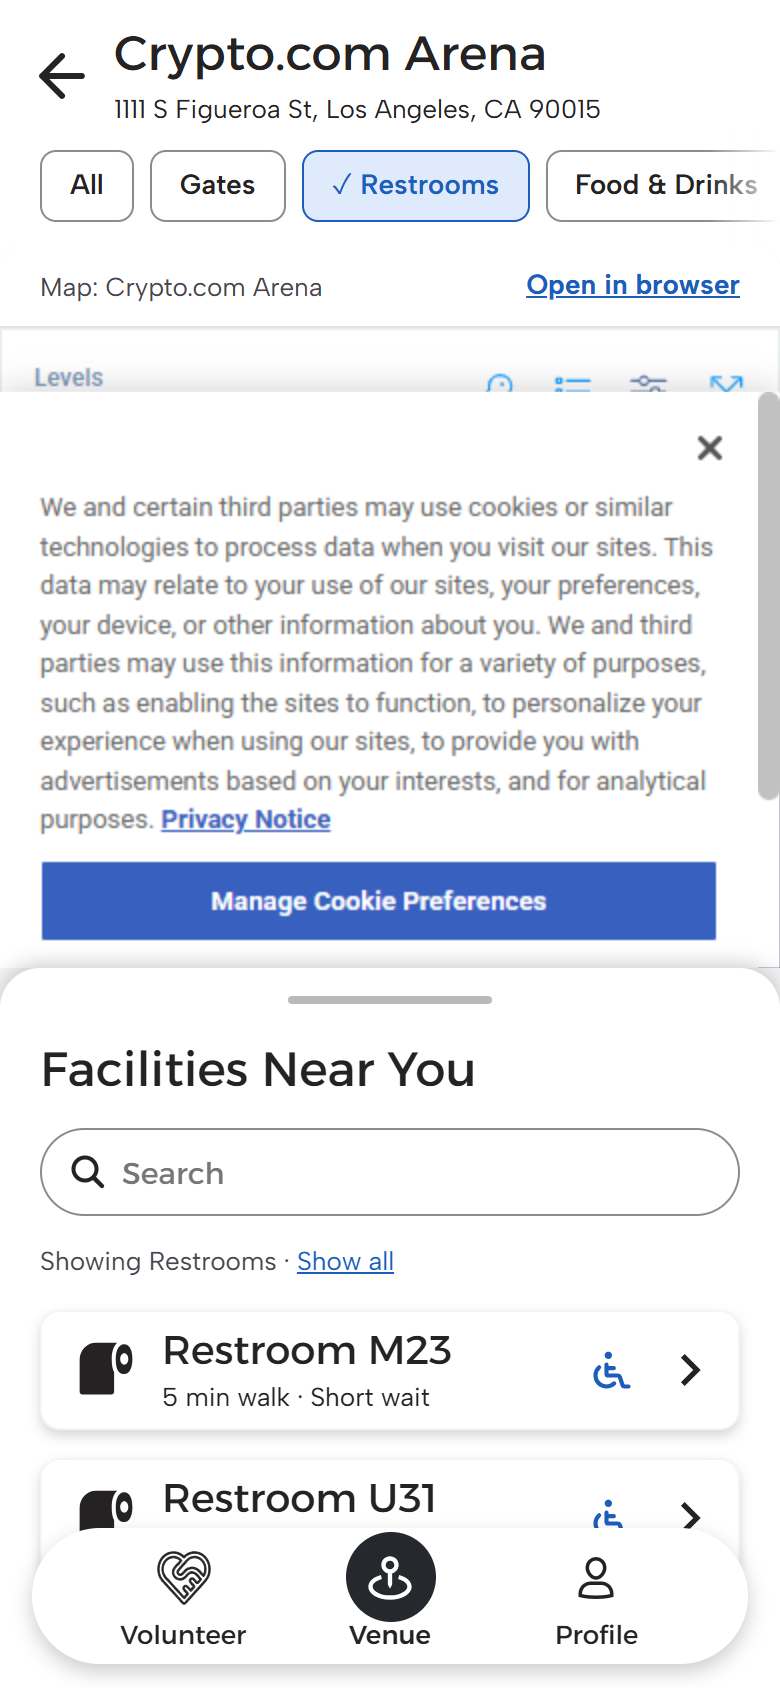 Crypto.com Arena
1111 S Figueroa St, Los Angeles, CA 90015
All
Gates
✓ Restrooms
Food & Drinks
Map: Crypto.com Arena
Open in browser
Levels
We and certain third parties may use cookies or similar
technologies to process data when you visit our sites. This
data may relate to your use of our sites, your preferences,
your device, or other information about you. We and third
parties may use this information for a variety of purposes,
such as enabling the sites to function, to personalize your
experience when using our sites, to provide you with
advertisements based on your interests, and for analytical
purposes. Privacy Notice
Manage Cookie Preferences
Facilities Near You
Search
Showing Restrooms · Show all
Restroom M23
5 min walk · Short wait
Restroom U31
Volunteer
Venue
Profile